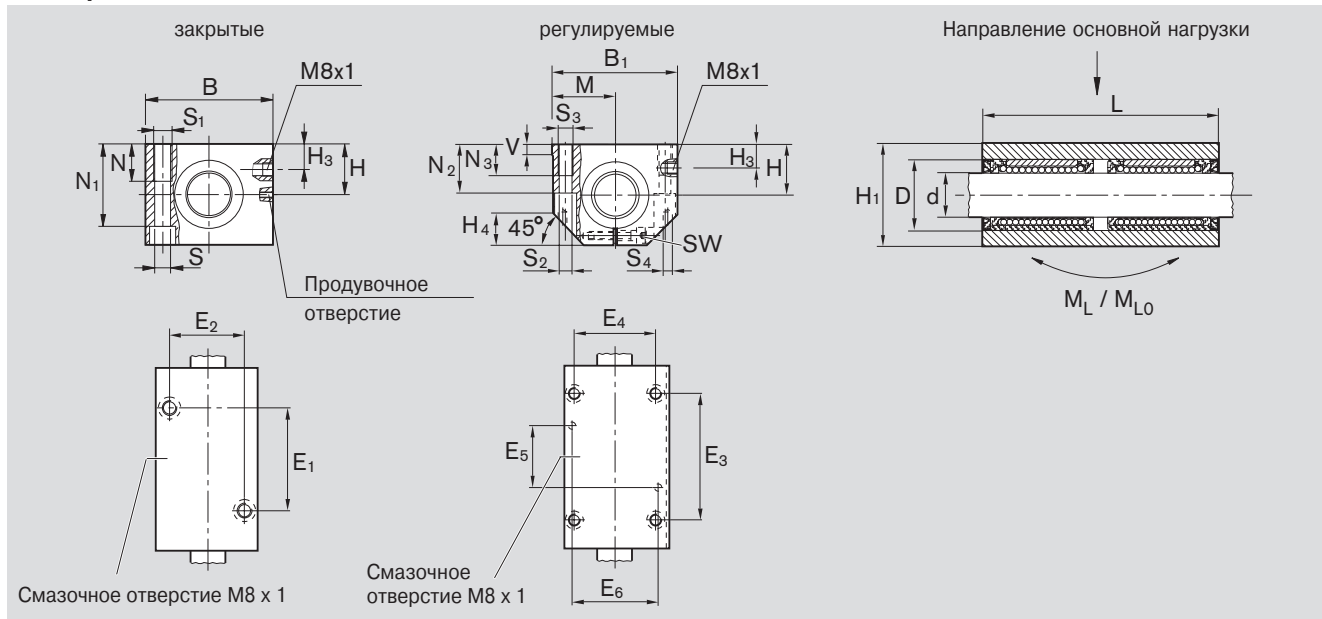 закрытые
регулируемые
Направление основной нагрузки
B
M8x1
S1
N
N1
H3
H
S
Продувочное
отверстие
B1
M
M8x1
S3
V
N2
N3
H3
H
H4
45°
S2
S4
SW
L
H1
D
d
ML / ML0
E2
E1
Смазочное отверстие M8 x 1
E4
E5
E3
E6
Смазочное
отверстие M8 x 1